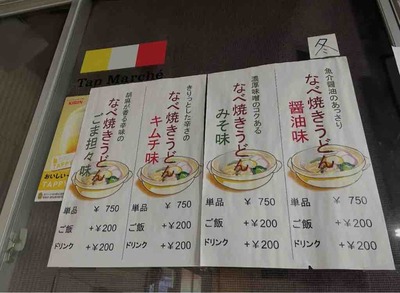 冬
KIRIN
Tap Marché
魚介醤油のあっさり
なべ焼きうどん
醤油味
単品 ¥ 750
ご飯 +¥200
ドリンク +¥200
濃厚味噌のコクある
なべ焼きうどん
みそ味
単品 ¥ 750
ご飯 +¥200
ドリンク +¥200
きりっとした辛さの
なべ焼きうどん
キムチ味
単品 ¥ 750
ご飯 +¥200
ドリンク +¥200
胡麻が香る辛味の
なべ焼きうどん
ごま担々味
単品 ¥ 750
ご飯 +¥200
ドリンク +¥200